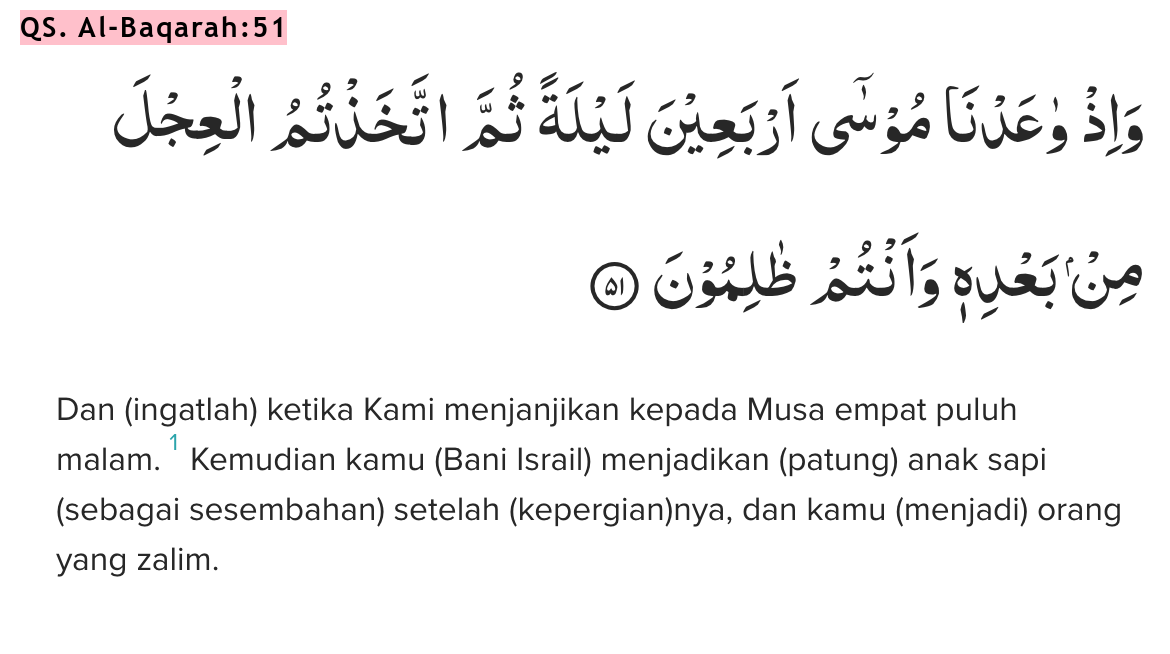 QS. Al-Baqarah:51
وَاِذْ وٰعَدْنَا مُوْسٰٓى اَرْبَعِيْنَ لَيْلَةً ثُمَّ اتَّخَذْتُمُ الْعِجْلَ
مِنْۢ بَعْدِهٖ وَاَنْتُمْ ظٰلِمُوْنَ ۝٥١
Dan (ingatlah) ketika Kami menjanjikan kepada Musa empat puluh
malam. 1 Kemudian kamu (Bani Israil) menjadikan (patung) anak sapi
(sebagai sesembahan) setelah (kepergian)nya, dan kamu (menjadi) orang
yang zalim.